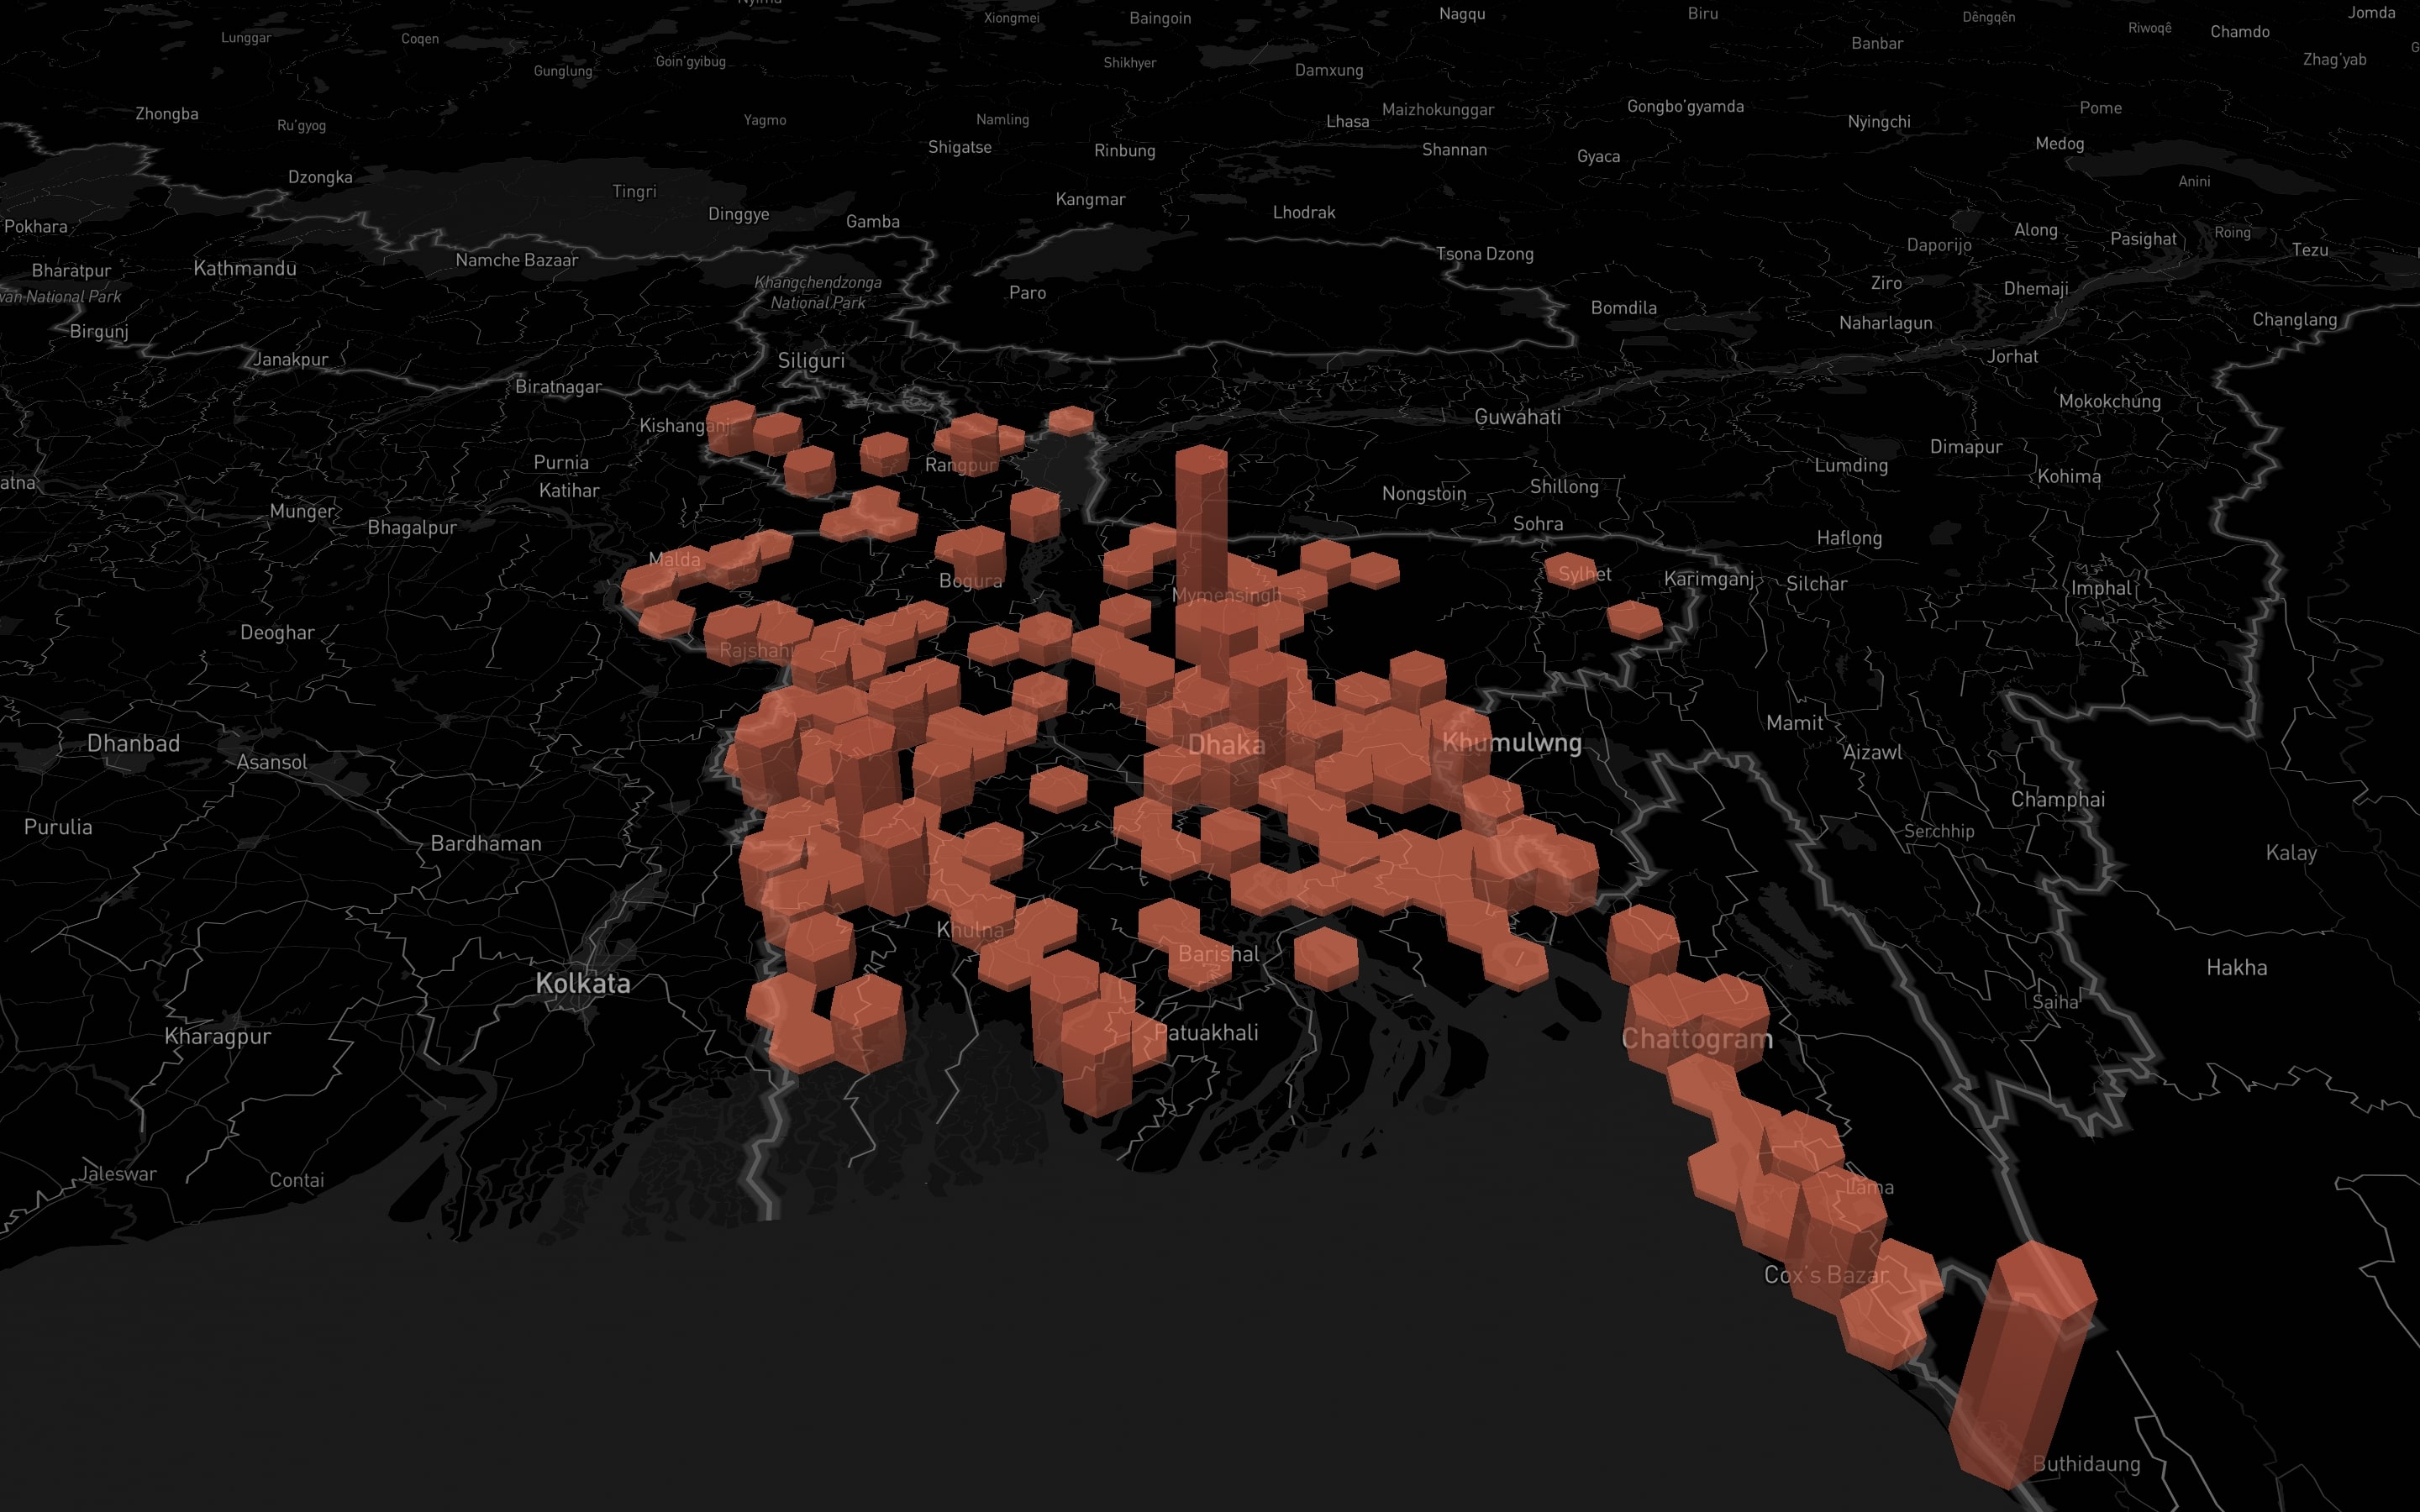 Nyima
Xiongmei
Baingoin
Nagqu
Biru
Dêngqên
Riwoqê
Jomda
Chamdo
Lunggar
Coqen
Banbar
Gunglung
Goin'gyibug
Shikhyer
Damxung
Zhag'yab
Zhongba
Ru'gyog
Yagmo
Namling
Lhasa
Maizhokunggar
Gongbo'gyamda
Nyingchi
Pome
Shigatse
Rinbung
Shannan
Gyaca
Medog
Dzongka
Tingri
Anini
Dinggye
Kangmar
Gamba
Lhodrak
Pokhara
Along
Pasighat
Roing
Daporijo
Tezu
Namche Bazaar
Tsona Dzong
Bharatpur
Kathmandu
Khangchendzonga
National Park
van National Park
Paro
Ziro
Dhemaji
Bomdila
Naharlagun
Changlang
Birgunj
Janakpur
Siliguri
Jorhat
Biratnagar
Mokokchung
Kishanganj
Guwahati
Dimapur
Purnia
Rangpur
Lumding
Kohima
atna
Katihar
Nongstoin
Shillong
Munger
Bhagalpur
Sohra
Haflong
Malda
Bogura
Mymensingh
Sylhet
Karimganj
Silchar
Imphal
Deoghar
Rajshahi
Mamit
Dhanbad
Dhaka
Khumulwng
Asansol
Aizawl
Champhai
Purulia
Bardhaman
Serchhip
Kalay
Khulna
Barishal
Hakha
Kolkata
Saiha
Kharagpur
Patuakhali
Chattogram
Jaleswar
Contai
Lama
Cox's Bazar
Buthidaung